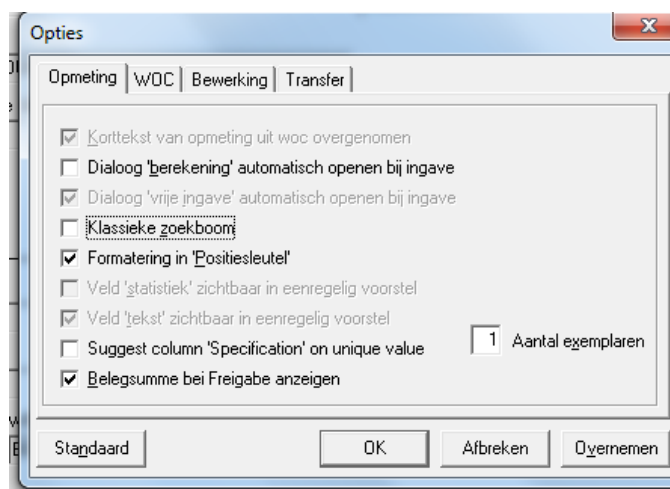 Opties
Opmeting WOC Bewerking Transfer
Korttekst van opmeting uit woc overgenomen
Dialoog 'berekening' automatisch openen bij ingave
Dialoog 'vrije ingave' automatisch openen bij ingave
Klassieke zoekboom
Formatering in 'Positiesleutel'
Veld 'statistiek' zichtbaar in eenregelig voorstel
Veld 'tekst' zichtbaar in eenregelig voorstel
Suggest column 'Specification' on unique value
1 Aantal exemplaren
Belegsumme bei Freigabe anzeigen
Standaard OK Afbreken Overnemen